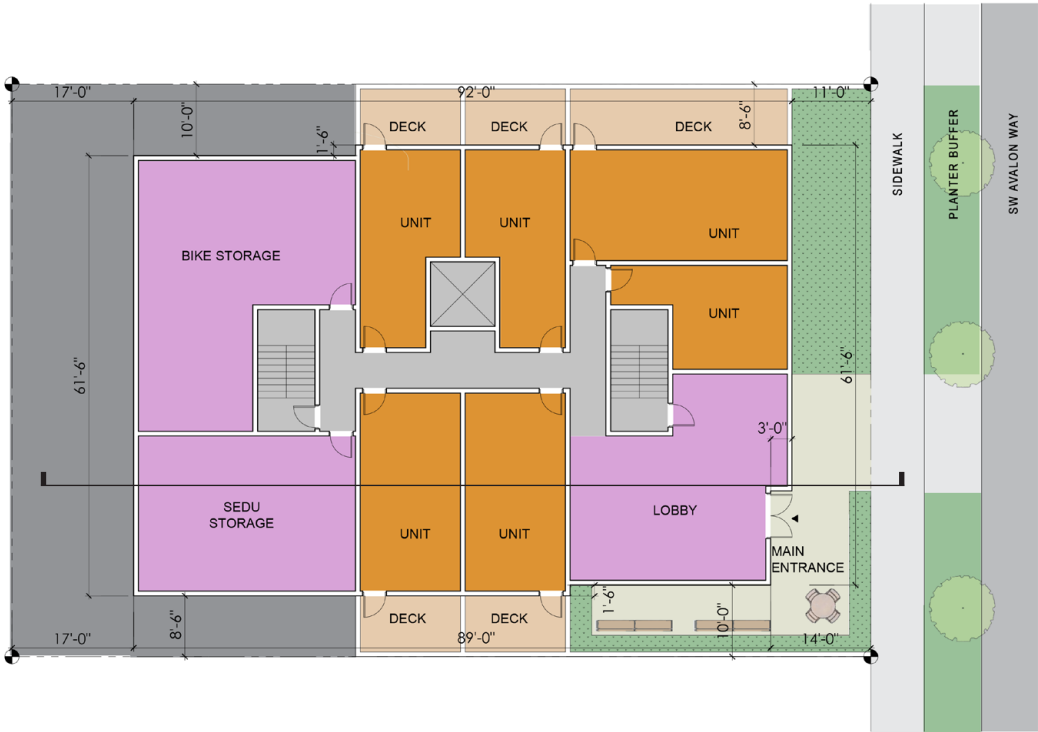 17'-0"
92'-0"
11'-0"
10'-0"
1'-6"
DECK
DECK
DECK
8'-6"
SIDEWALK
PLANTER BUFFER
SW AVALON WAY
BIKE STORAGE
UNIT
UNIT
UNIT
UNIT
61'-6"
61'-6"
3'-0"
SEDU
STORAGE
UNIT
UNIT
LOBBY
MAIN
ENTRANCE
1'-6"
8'-6"
DECK
DECK
10'-0"
17'-0"
89'-0"
14'-0"